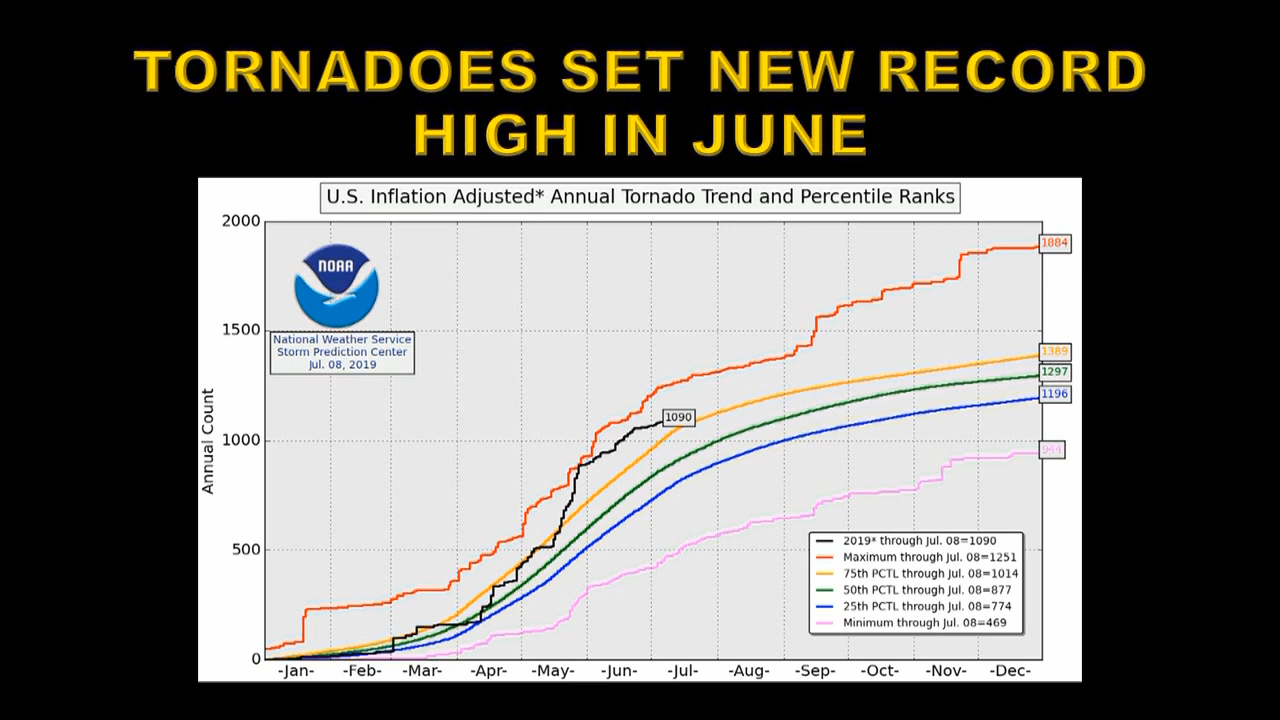 TORNADOES SET NEW RECORD
HIGH IN JUNE
U.S. Inflation Adjusted* Annual Tornado Trend and Percentile Ranks
2000
1884
NOAA
1500
National Weather Service
Storm Prediction Center
Jul. 08, 2019
1389
1297
1196
1090
1000
944
Annual Count
500
2019* through Jul. 08=1090
Maximum through Jul. 08=1251
75th PCTL through Jul. 08=1014
50th PCTL through Jul. 08=877
25th PCTL through Jul. 08=774
Minimum through Jul. 08=469
0
-Jan- -Feb- -Mar- -Apr- -May- -Jun- -Jul- -Aug- -Sep- -Oct- -Nov- -Dec-